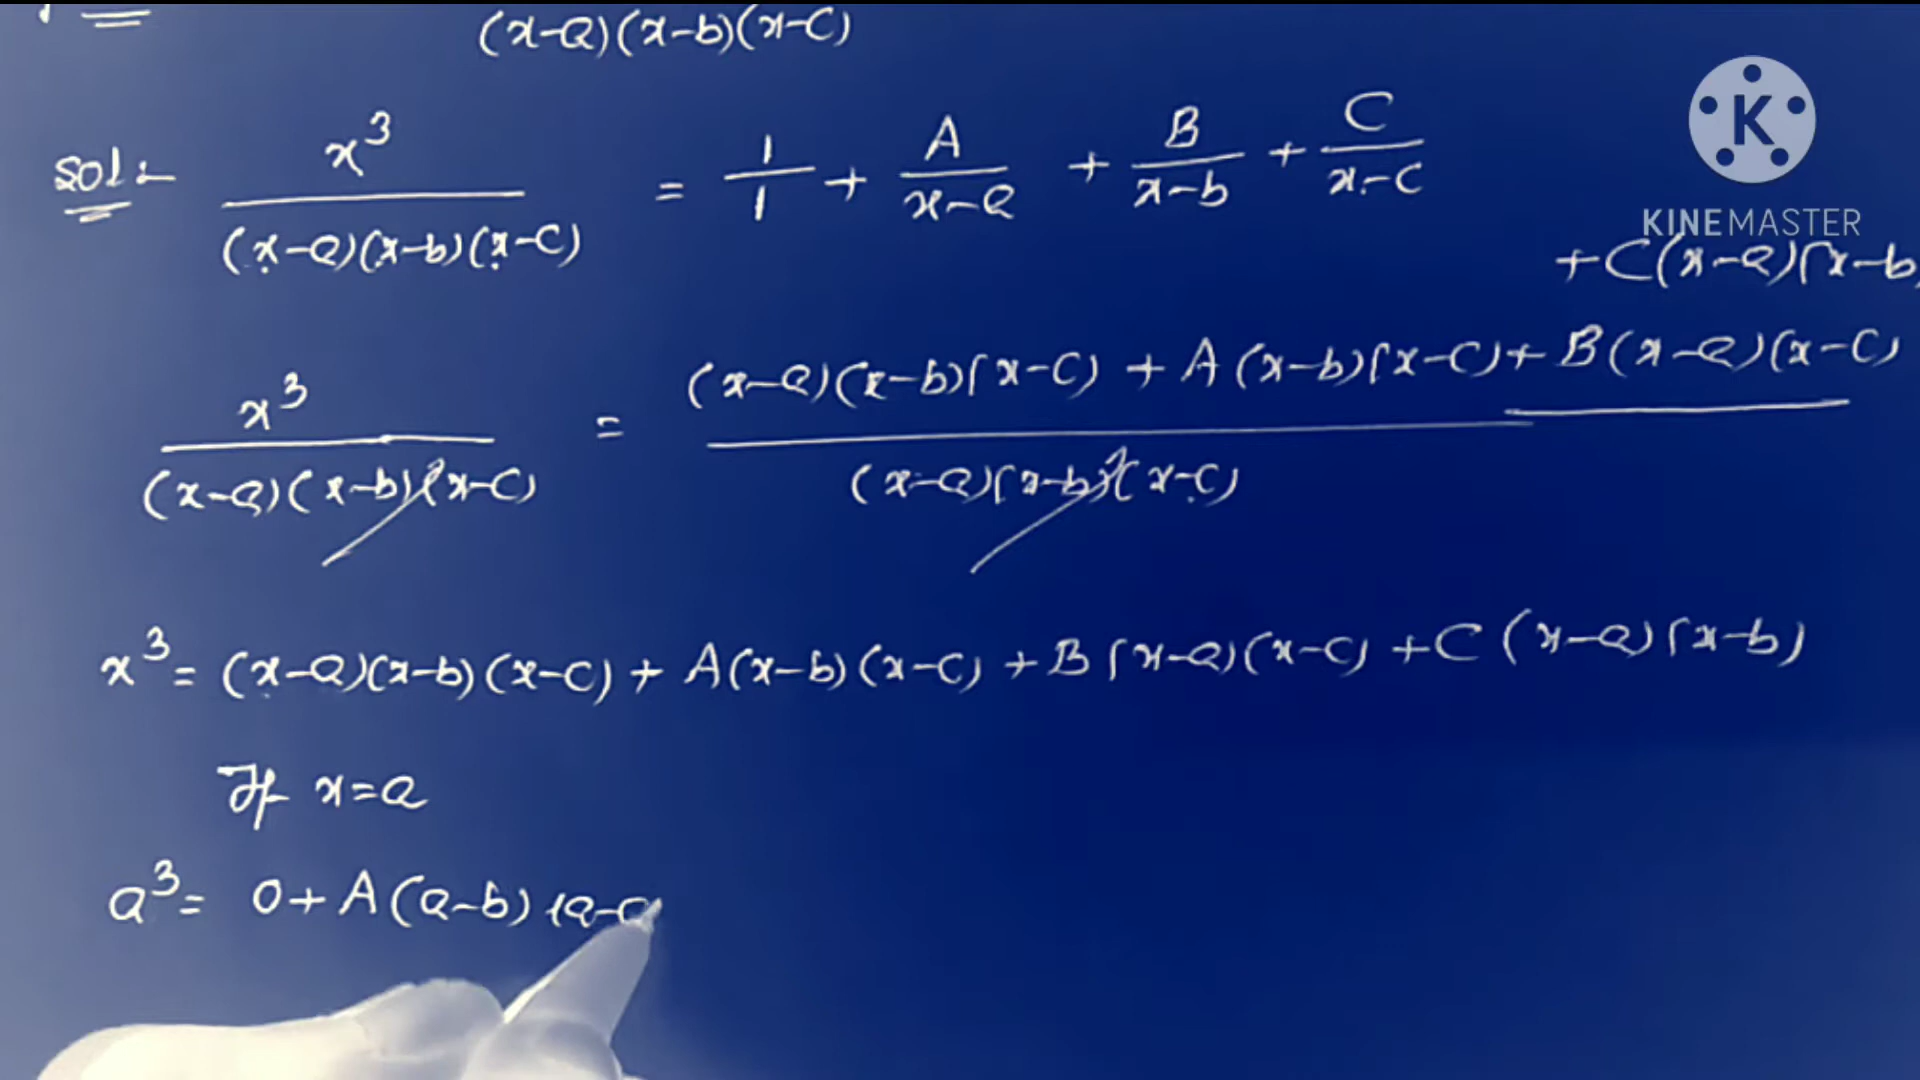 (x-a)(x-b)(x-c)
Sol:- x³/((x-a)(x-b)(x-c)) = 1/1 + A/(x-a) + B/(x-b) + C/(x-c)
K
KINEMASTER
x³/((x-a)(x-b)(x-c)) = ((x-a)(x-b)(x-c) + A(x-b)(x-c) + B(x-a)(x-c) + C(x-a)(x-b))/((x-a)(x-b)(x-c))
x³ = (x-a)(x-b)(x-c) + A(x-b)(x-c) + B(x-a)(x-c) + C(x-a)(x-b)
If x=a
a³ = 0 + A(a-b)(a-c